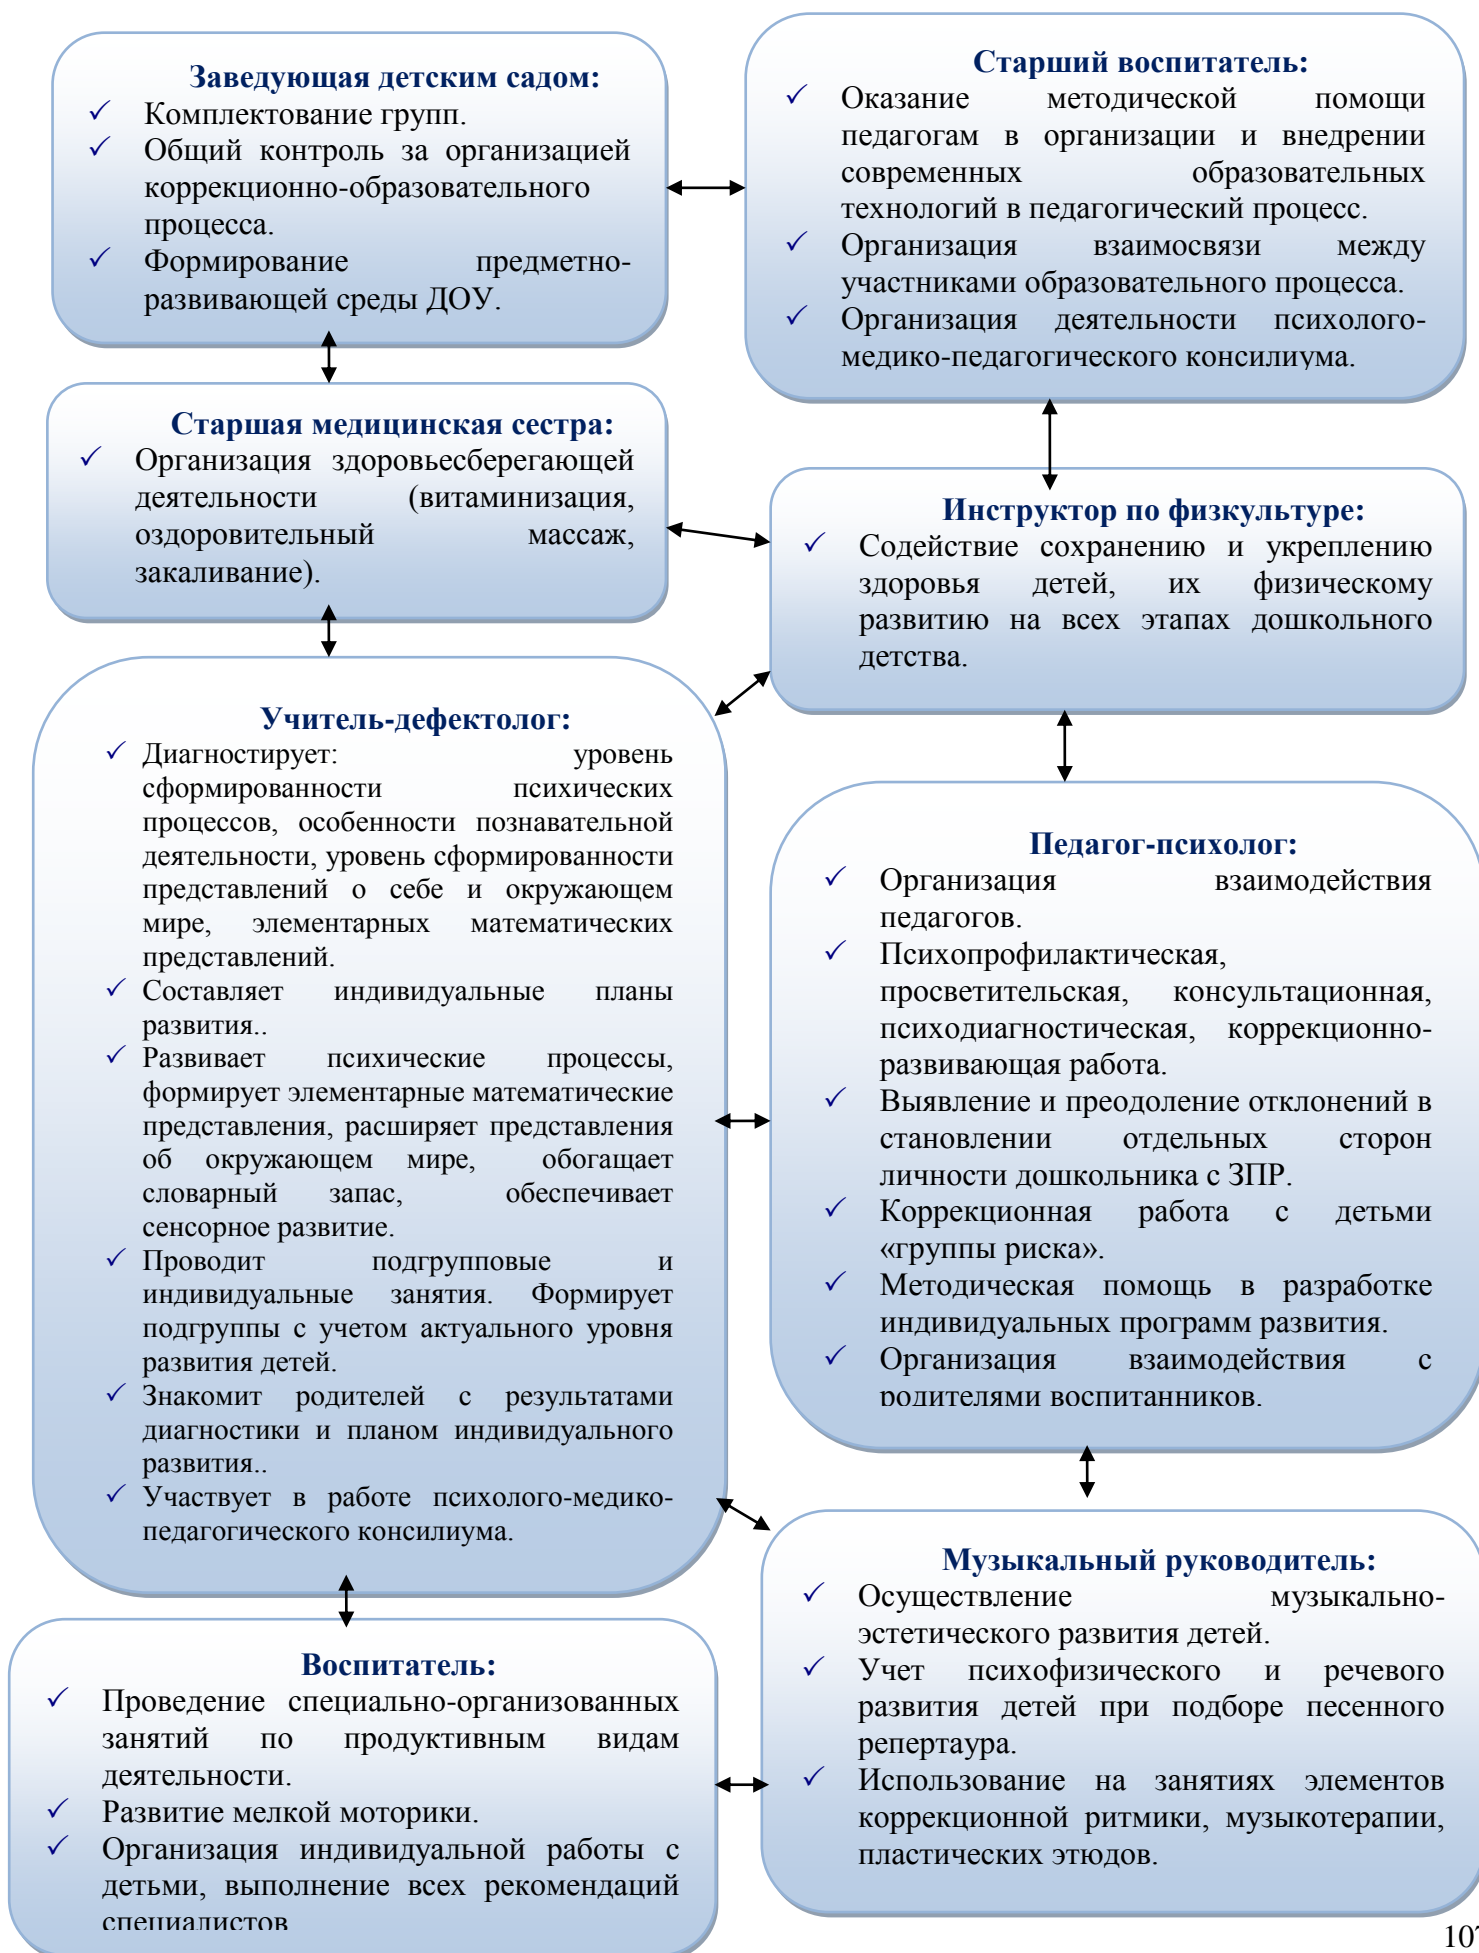 Заведующая детским садом:
✓ Комплектование групп.
✓ Общий контроль за организацией
коррекционно-образовательного
процесса.
✓ Формирование предметно-
развивающей среды ДОУ.
Старший воспитатель:
✓ Оказание методической помощи
педагогам в организации и внедрении
современных образовательных
технологий в педагогический процесс.
✓ Организация взаимосвязи между
участниками образовательного процесса.
✓ Организация деятельности психолого-
медико-педагогического консилиума.
Старшая медицинская сестра:
✓ Организация здоровьесберегающей
деятельности (витаминизация,
оздоровительный массаж,
закаливание).
Инструктор по физкультуре:
✓ Содействие сохранению и укреплению
здоровья детей, их физическому
развитию на всех этапах дошкольного
детства.
Учитель-дефектолог:
✓ Диагностирует: уровень
сформированности психических
процессов, особенности познавательной
деятельности, уровень сформированности
представлений о себе и окружающем
мире, элементарных математических
представлений.
✓ Составляет индивидуальные планы
развития..
✓ Развивает психические процессы,
формирует элементарные математические
представления, расширяет представления
об окружающем мире, обогащает
словарный запас, обеспечивает
сенсорное развитие.
✓ Проводит подгрупповые и
индивидуальные занятия. Формирует
подгруппы с учетом актуального уровня
развития детей.
✓ Знакомит родителей с результатами
диагностики и планом индивидуального
развития..
✓ Участвует в работе психолого-медико-
педагогического консилиума.
Педагог-психолог:
✓ Организация взаимодействия
педагогов.
✓ Психопрофилактическая,
просветительская, консультационная,
психодиагностическая, коррекционно-
развивающая работа.
✓ Выявление и преодоление отклонений в
становлении отдельных сторон
личности дошкольника с ЗПР.
✓ Коррекционная работа с детьми
«группы риска».
✓ Методическая помощь в разработке
индивидуальных программ развития.
✓ Организация взаимодействия с
родителями воспитанников.
Музыкальный руководитель:
✓ Осуществление музыкально-
эстетического развития детей.
✓ Учет психофизического и речевого
развития детей при подборе песенного
репертаура.
✓ Использование на занятиях элементов
коррекционной ритмики, музыкотерапии,
пластических этюдов.
Воспитатель:
✓ Проведение специально-организованных
занятий по продуктивным видам
деятельности.
✓ Развитие мелкой моторики.
✓ Организация индивидуальной работы с
детьми, выполнение всех рекомендаций
специалистов
107